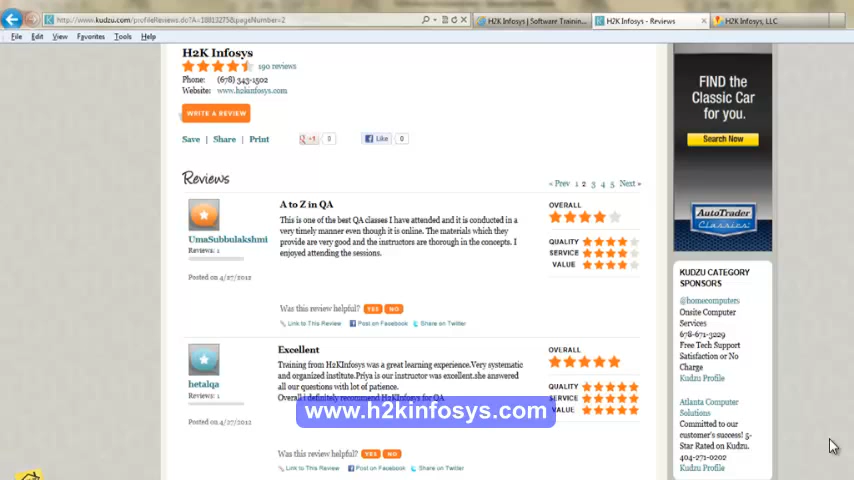 http://www.kudzu.com/profileReviews.do?A=18813275&pageNumber=2
H2K Infosys | Software Trainin...
H2K Infosys - Reviews
H2K Infosys, LLC
File Edit View Favorites Tools Help
H2K Infosys
190 reviews
Phone: (678) 343-1502
Website: www.h2kinfosys.com
WRITE A REVIEW
Save | Share | Print
+1 0
Like 0
Reviews
« Prev 1 2 3 4 5 Next »
A to Z in QA
This is one of the best QA classes I have attended and it is conducted in a
very timely manner even though it is online. The materials which they
provide are very good and the instructors are thorough in the concepts. I
enjoyed attending the sessions.
UmaSubbulakshmi
Reviews: 1
Posted on 4/27/2012
OVERALL
QUALITY
SERVICE
VALUE
Was this review helpful? YES NO
Link to This Review Post on Facebook Share on Twitter
Excellent
Training from H2KInfosys was a great learning experience.Very systematic
and organized institute.Priya is our instructor was excellent.she answered
all our questions with lot of patience.
Overall i definitely recommend H2KInfosys for QA
hetalqa
Reviews: 1
Posted on 4/27/2012
OVERALL
QUALITY
SERVICE
VALUE
www.h2kinfosys.com
Was this review helpful? YES NO
Link to This Review Post on Facebook Share on Twitter
FIND the
Classic Car
for you.
Search Now
AutoTrader
Classics
KUDZU CATEGORY
SPONSORS
@homecomputers
Onsite Computer
Services
678-671-3229
Free Tech Support
Satisfaction or No
Charge
Kudzu Profile
Atlanta Computer
Solutions
Committed to our
customer's success! 5-
Star Rated on Kudzu.
404-271-0202
Kudzu Profile